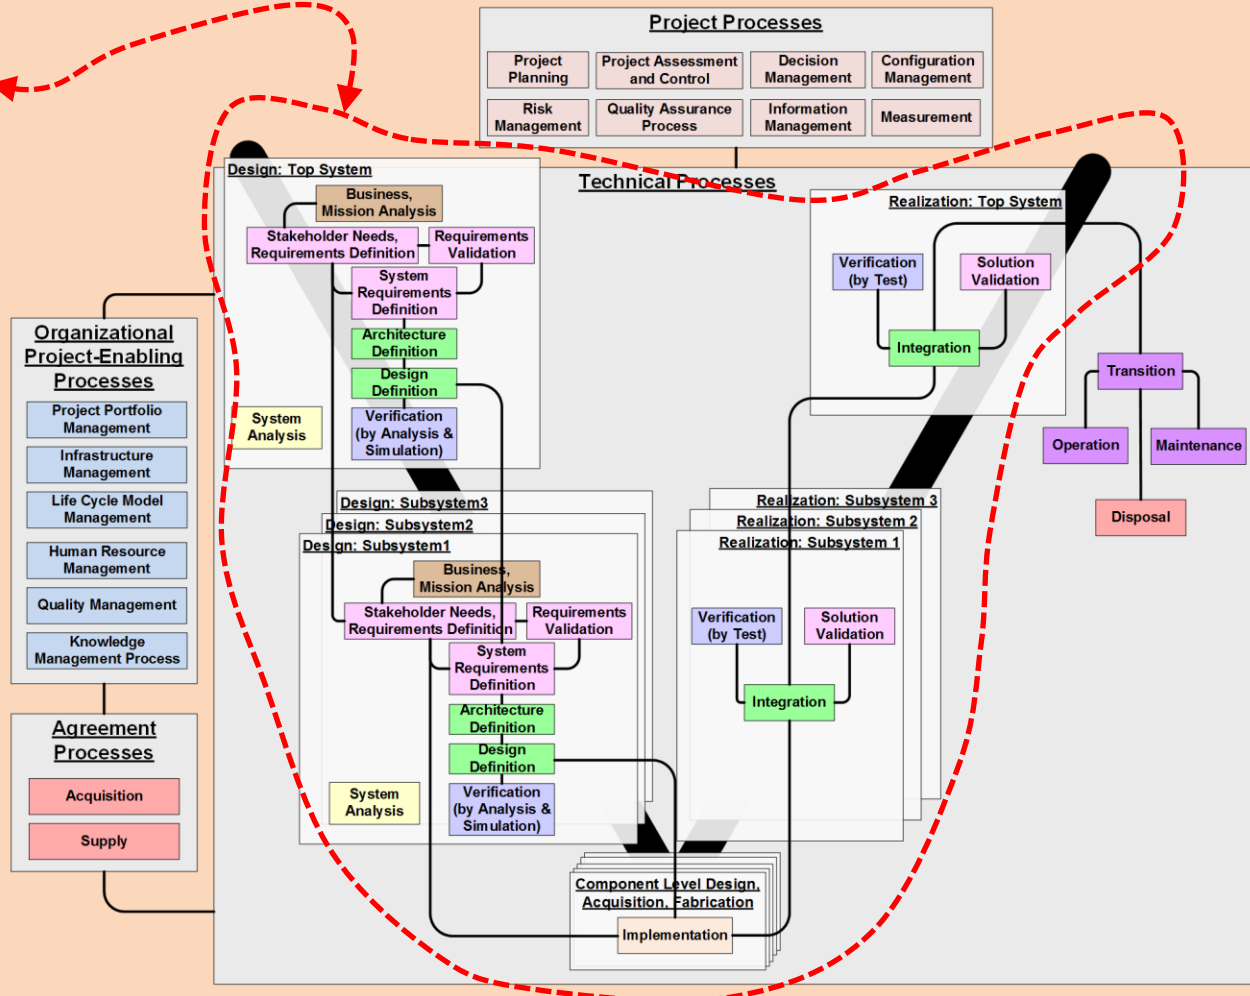 Project Processes
Project
Planning
Project Assessment
and Control
Decision
Management
Configuration
Management
Risk
Management
Quality Assurance
Process
Information
Management
Measurement
Technical Processes
Design: Top System
Business,
Mission Analysis
Stakeholder Needs,
Requirements Definition
Requirements
Validation
System
Requirements
Definition
Architecture
Definition
Design
Definition
Verification
(by Analysis &
Simulation)
System
Analysis
Realization: Top System
Verification
(by Test)
Solution
Validation
Integration
Transition
Operation
Maintenance
Disposal
Organizational
Project-Enabling
Processes
Project Portfolio
Management
Infrastructure
Management
Life Cycle Model
Management
Human Resource
Management
Quality Management
Knowledge
Management Process
Agreement
Processes
Acquisition
Supply
Design: Subsystem3
Design: Subsystem2
Design: Subsystem1
Business,
Mission Analysis
Stakeholder Needs,
Requirements Definition
Requirements
Validation
System
Requirements
Definition
Architecture
Definition
Design
Definition
Verification
(by Analysis &
Simulation)
System
Analysis
Realization: Subsystem 3
Realization: Subsystem 2
Realization: Subsystem 1
Verification
(by Test)
Solution
Validation
Integration
Component Level Design,
Acquisition, Fabrication
Implementation